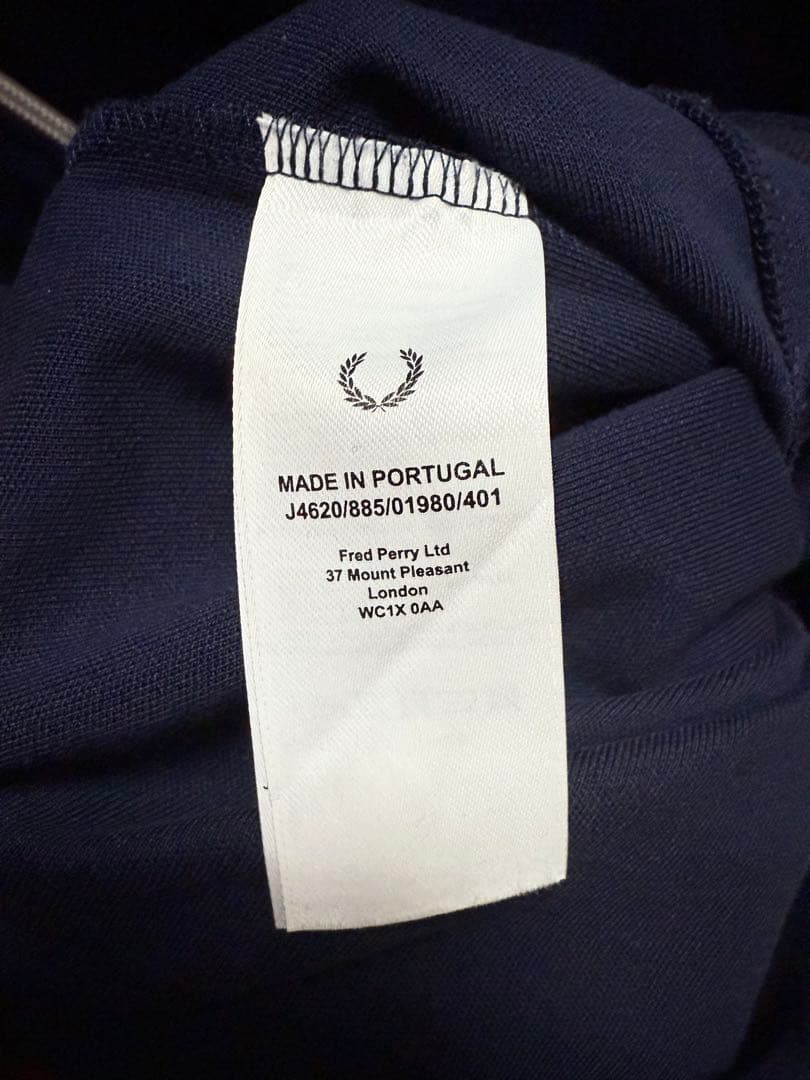 MADE IN PORTUGAL
J4620/885/01980/401
Fred Perry Ltd
37 Mount Pleasant
London
WC1X 0AA